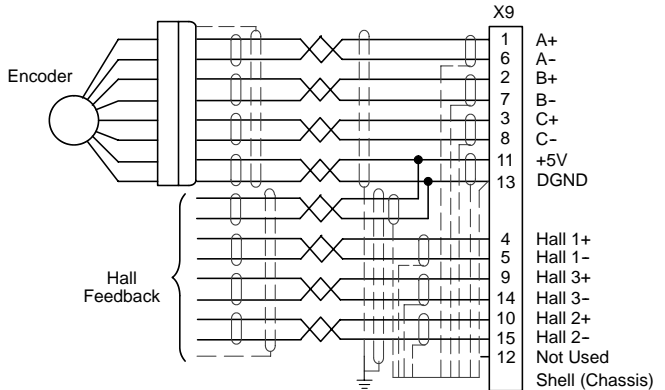 X9
Encoder
1 A+
6 A−
2 B+
7 B−
3 C+
8 C−
11 +5V
13 DGND
Hall
Feedback
4 Hall 1+
5 Hall 1−
9 Hall 3+
14 Hall 3−
10 Hall 2+
15 Hall 2−
12 Not Used
Shell (Chassis)